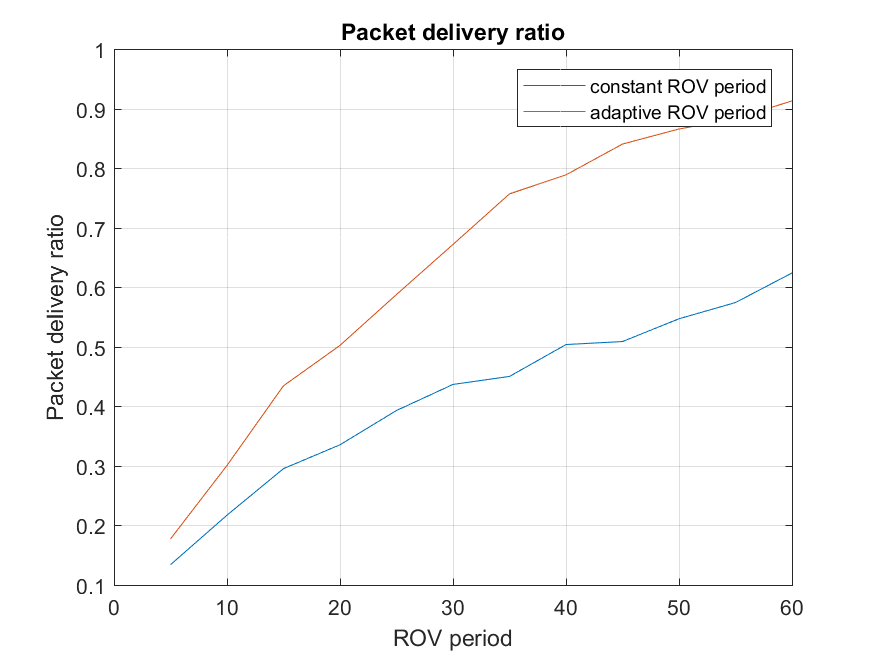 Packet delivery ratio
constant ROV period
adaptive ROV period
Packet delivery ratio
1
0.9
0.8
0.7
0.6
0.5
0.4
0.3
0.2
0.1
0 10 20 30 40 50 60
ROV period